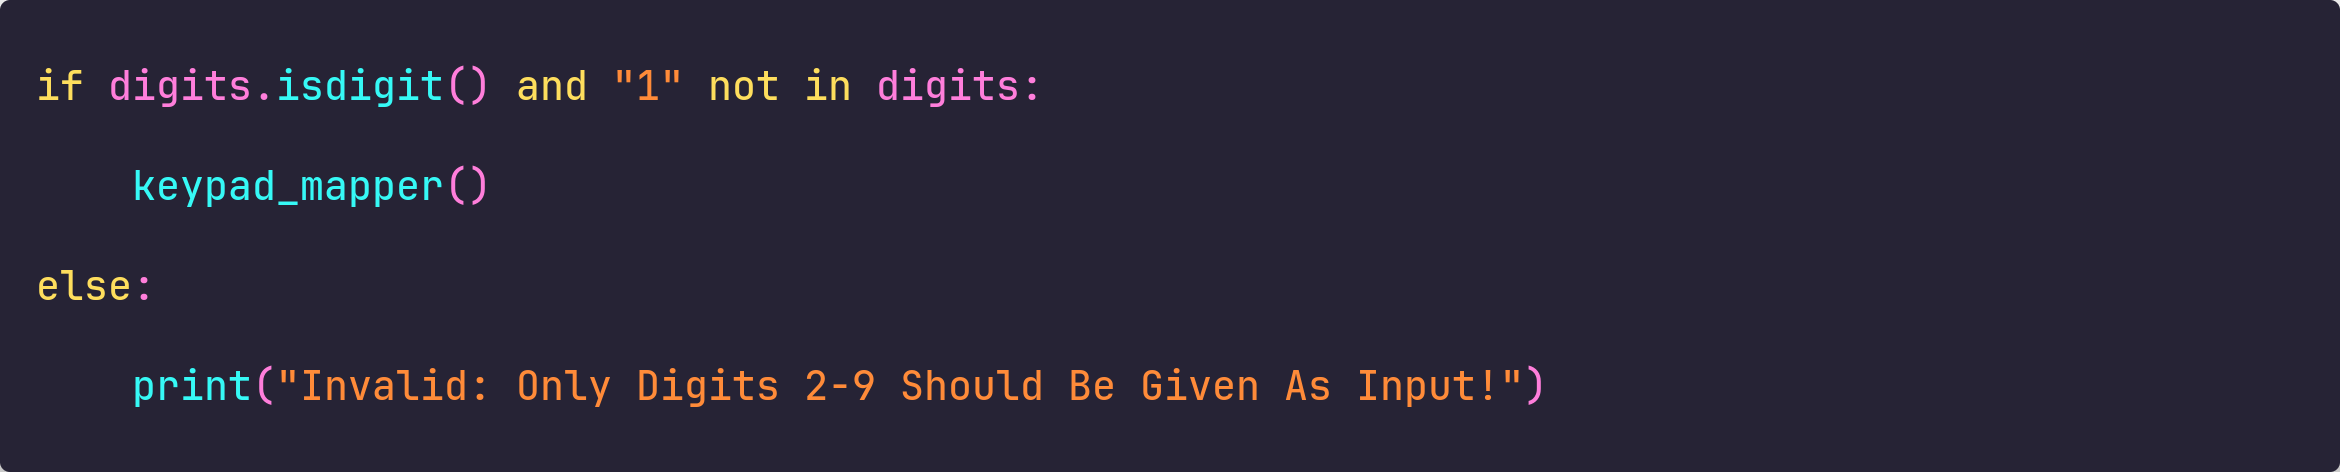 if digits.isdigit() and "1" not in digits:
    keypad_mapper()
else:
    print("Invalid: Only Digits 2-9 Should Be Given As Input!")